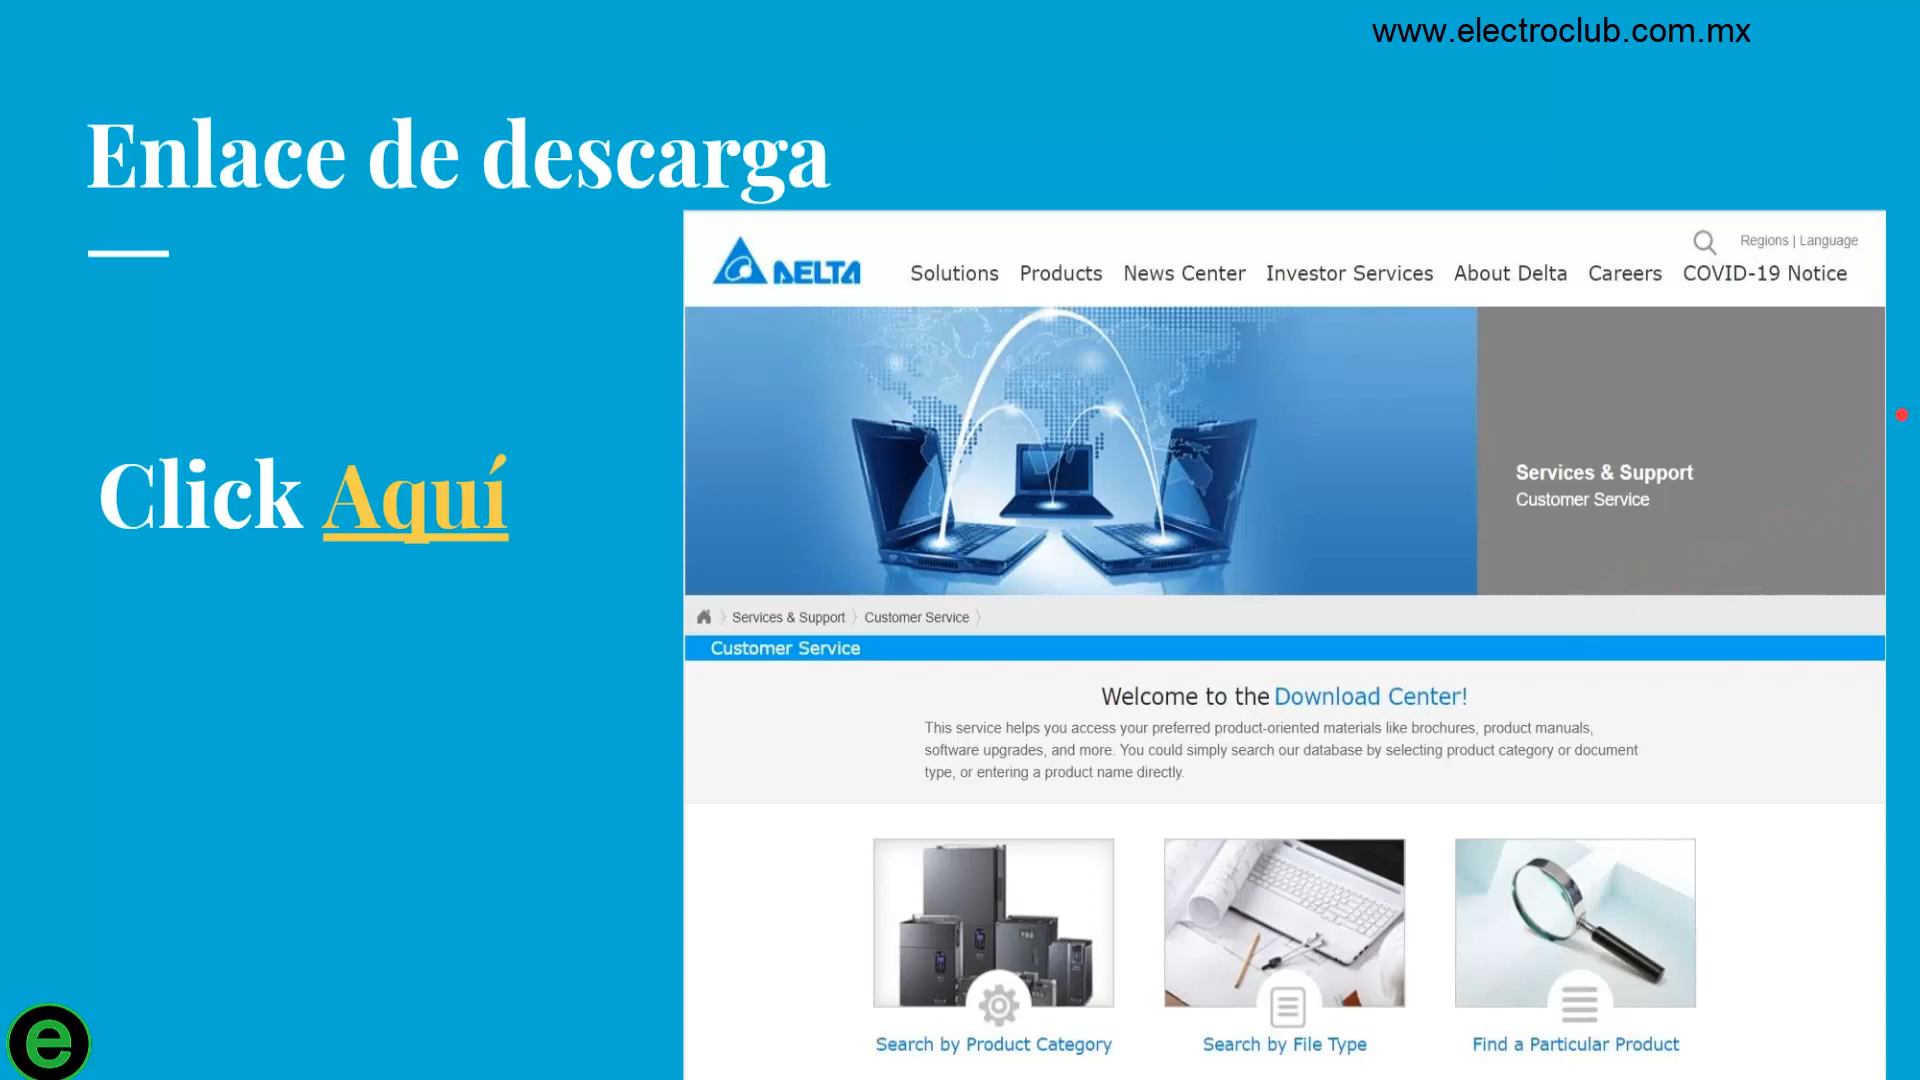 www.electroclub.com.mx
Enlace de descarga
Click Aquí
Regions | Language
DELTA
Solutions Products News Center Investor Services About Delta Careers COVID-19 Notice
Services & Support
Customer Service
Services & Support Customer Service
Customer Service
Welcome to the Download Center!
This service helps you access your preferred product-oriented materials like brochures, product manuals,
software upgrades, and more. You could simply search our database by selecting product category or document
type, or entering a product name directly.
Search by Product Category Search by File Type Find a Particular Product
e